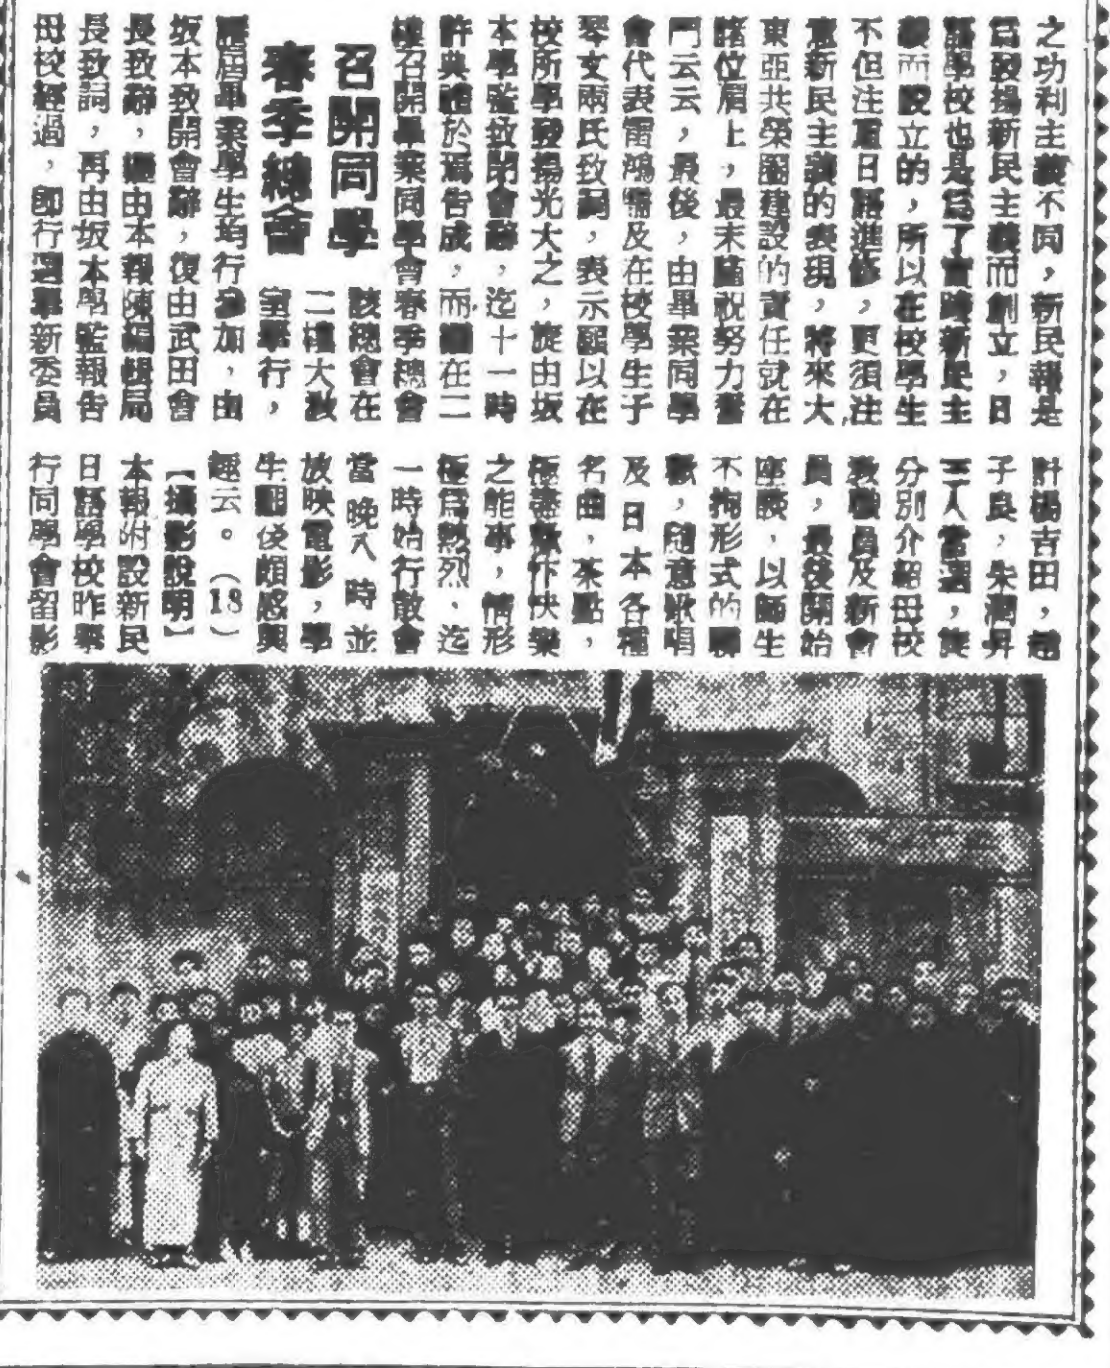 之功利主義不同，新民報是
爲發揚新民主義而創立，日
語學校也是爲了實踐新民主
義而設立的，所以在校學生
不但注重日語進修，更須注
意新民主義的表現，將來大
東亞共榮圈建設的責任就在
諸位肩上，最末隨祝努力奮
鬥云云，最後，由畢業同學
會代表雷鴻儒及在校學生子
琴文兩氏致詞，表示願以在
校所學發揚光大之，旋由坂
本學監致閉會辭，迄十一時
許典禮於焉告成，而繼在二
樓召開畢業同學會春季總會
召開同學
春季總會
該總會在
二樓大教
室舉行，
歷屆畢業學生均行參加，由
坂本致開會辭，復由武田會
長致辭，繼由本報陳編輯局
長致詞，再由坂本學監報告
母校經過，卽行選舉新委員
計楊吉田，趙
子良，朱潤昇
三人當選，旋
分別介紹母校
教職員及新會
員，最後開始
座談，以師生
不拘形式的聯
歡，隨意歌唱
及日本各種
名曲，茶點，
極盡歡忭快樂
之能事，情形
極爲熱烈，迄
一時始行散會
當晚八時並
放映電影，學
生觀後頗感興
趣云。（18）
【攝影說明】
本報附設新民
日語學校昨舉
行同學會留影